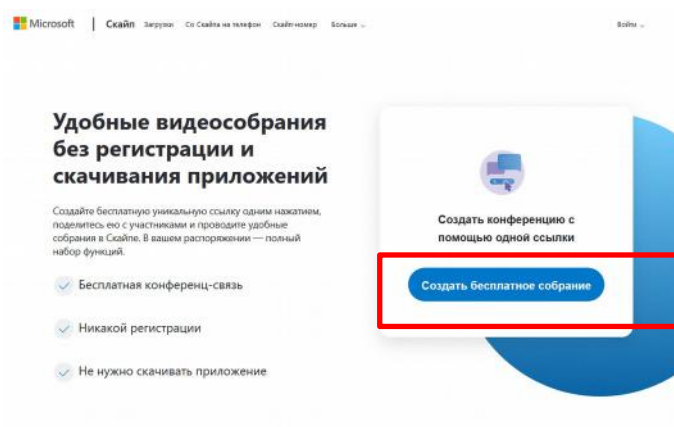 Microsoft | Скайп Загрузки Со Скайпа на телефон Скайп-номер Больше Войти
Удобные видеособрания
без регистрации и
скачивания приложений
Создайте бесплатную уникальную ссылку одним нажатием,
поделитесь ею с участниками и проводите удобные
собрания в Скайпе. В вашем распоряжении — полный
набор функций.
Бесплатная конференц-связь
Никакой регистрации
Не нужно скачивать приложение
Создать конференцию с
помощью одной ссылки
Создать бесплатное собрание